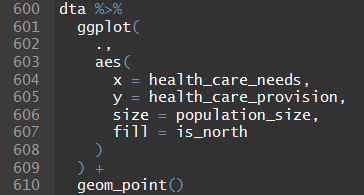 600 dta %>%
601 ggplot(
602 .,
603 aes(
604 x = health_care_needs,
605 y = health_care_provision,
606 size = population_size,
607 fill = is_north
608 )
609 ) +
610 geom_point()